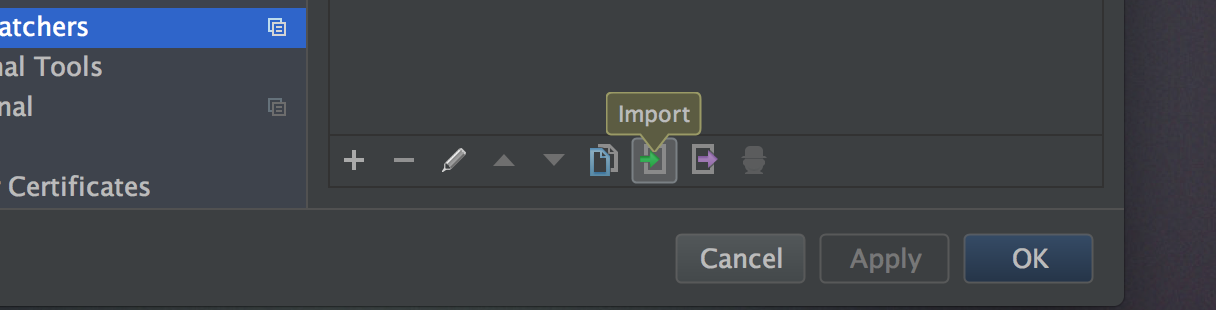 atchers
nal Tools
nal
Certificates
Import
Cancel
Apply
OK